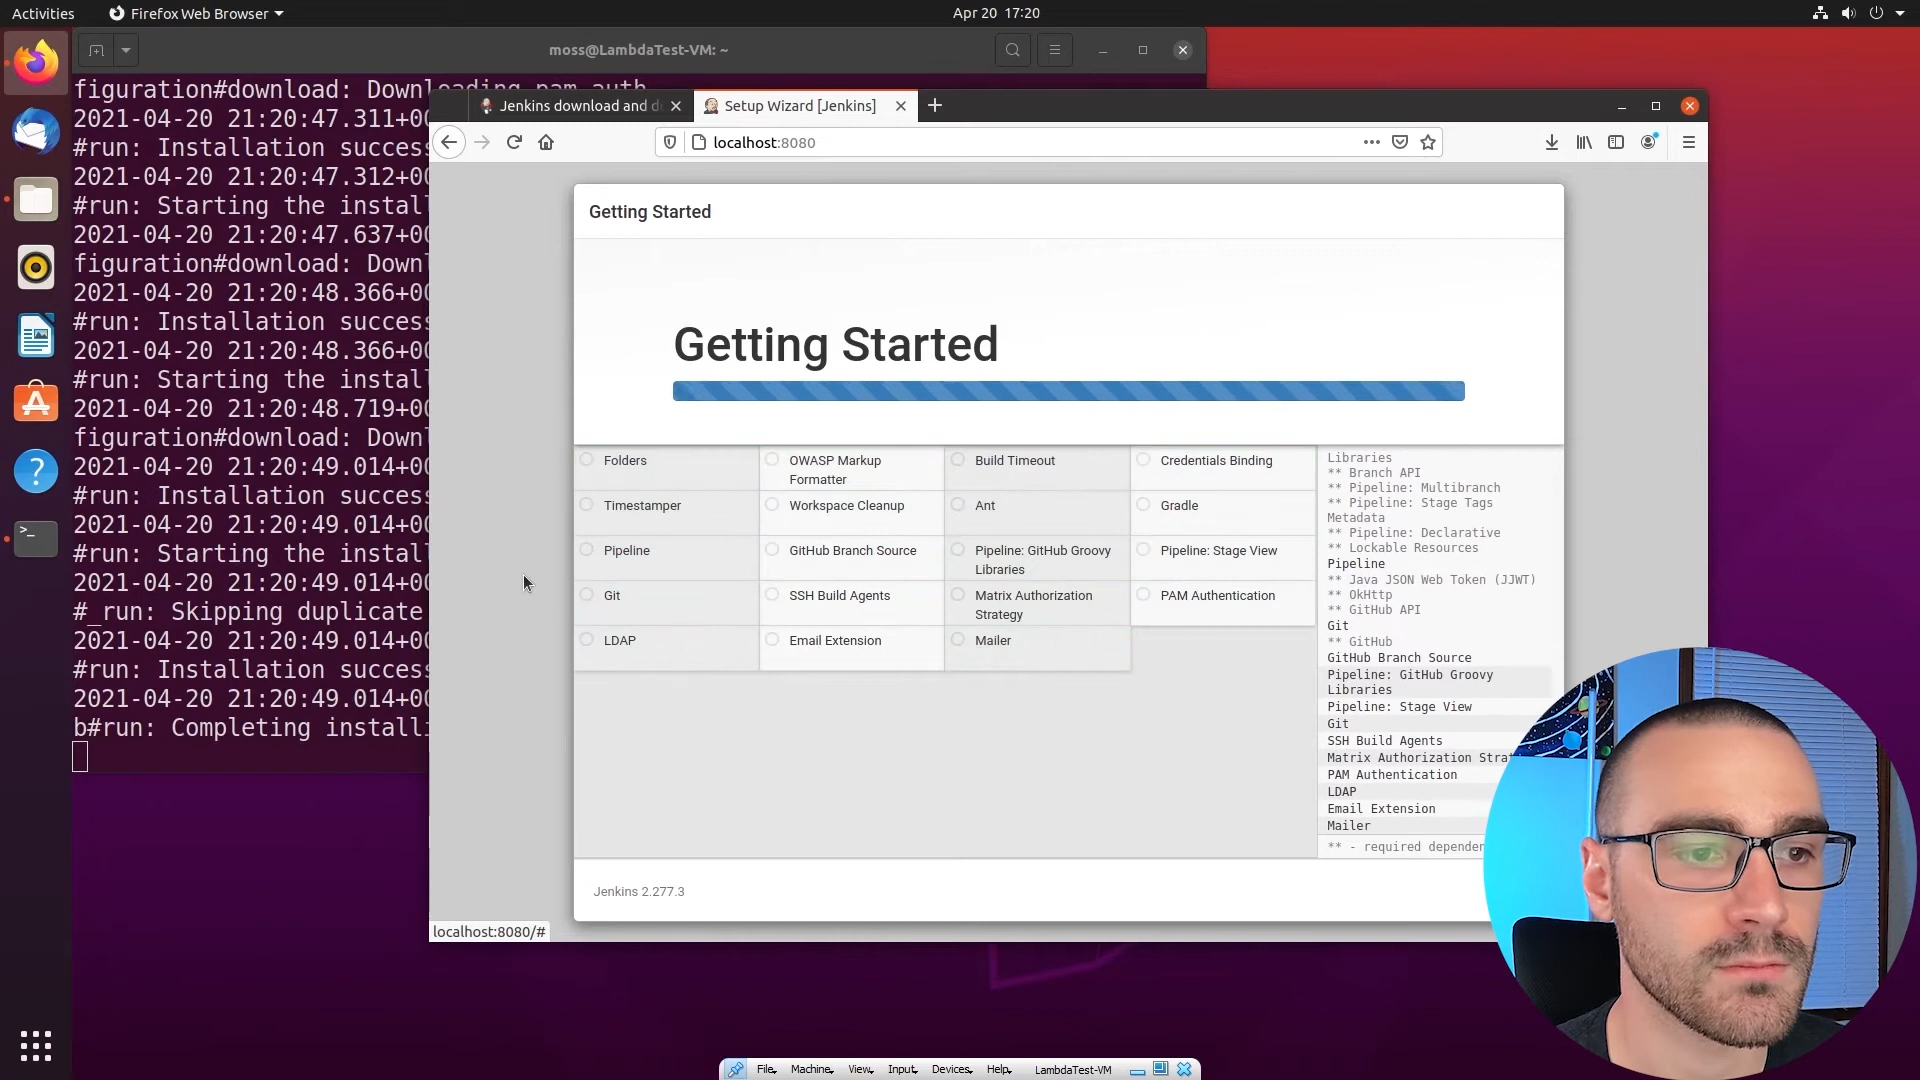 Activities
Firefox Web Browser
Apr 20 17:20
moss@LambdaTest-VM: ~
figuration#download: Downloading pam-auth
2021-04-20 21:20:47.311+00
#run: Installation success
2021-04-20 21:20:47.312+00
#run: Starting the install
2021-04-20 21:20:47.637+00
figuration#download: Downl
2021-04-20 21:20:48.366+00
#run: Installation success
2021-04-20 21:20:48.366+00
#run: Starting the install
2021-04-20 21:20:48.719+00
figuration#download: Downl
2021-04-20 21:20:49.014+00
#run: Installation success
2021-04-20 21:20:49.014+00
#run: Starting the install
2021-04-20 21:20:49.014+00
#_run: Skipping duplicate
2021-04-20 21:20:49.014+00
#run: Installation success
2021-04-20 21:20:49.014+00
b#run: Completing installi
Jenkins download and de
Setup Wizard [Jenkins]
localhost:8080
Getting Started
Getting Started
Folders
OWASP Markup
Formatter
Build Timeout
Credentials Binding
Timestamper
Workspace Cleanup
Ant
Gradle
Pipeline
GitHub Branch Source
Pipeline: GitHub Groovy
Libraries
Pipeline: Stage View
Git
SSH Build Agents
Matrix Authorization
Strategy
PAM Authentication
LDAP
Email Extension
Mailer
Libraries
** Branch API
** Pipeline: Multibranch
** Pipeline: Stage Tags
Metadata
** Pipeline: Declarative
** Lockable Resources
Pipeline
** Java JSON Web Token (JJWT)
** OkHttp
** GitHub API
Git
** GitHub
GitHub Branch Source
Pipeline: GitHub Groovy
Libraries
Pipeline: Stage View
Git
SSH Build Agents
Matrix Authorization Strat
PAM Authentication
LDAP
Email Extension
Mailer
** - required dependen
Jenkins 2.277.3
localhost:8080/#
File
Machine
View
Input
Devices
Help
LambdaTest-VM